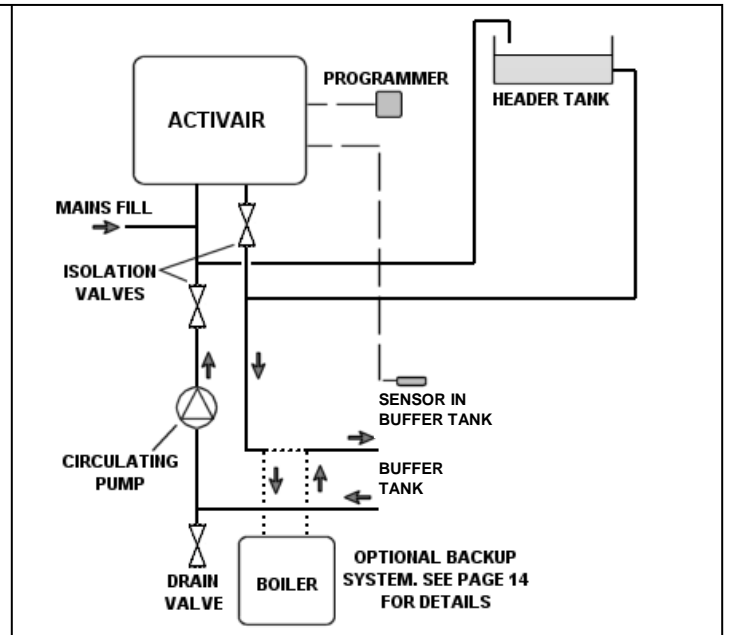 PROGRAMMER
HEADER TANK
ACTIVAIR
MAINS FILL
ISOLATION
VALVES
SENSOR IN
BUFFER TANK
CIRCULATING
PUMP
BUFFER
TANK
DRAIN
VALVE
BOILER
OPTIONAL BACKUP
SYSTEM. SEE PAGE 14
FOR DETAILS